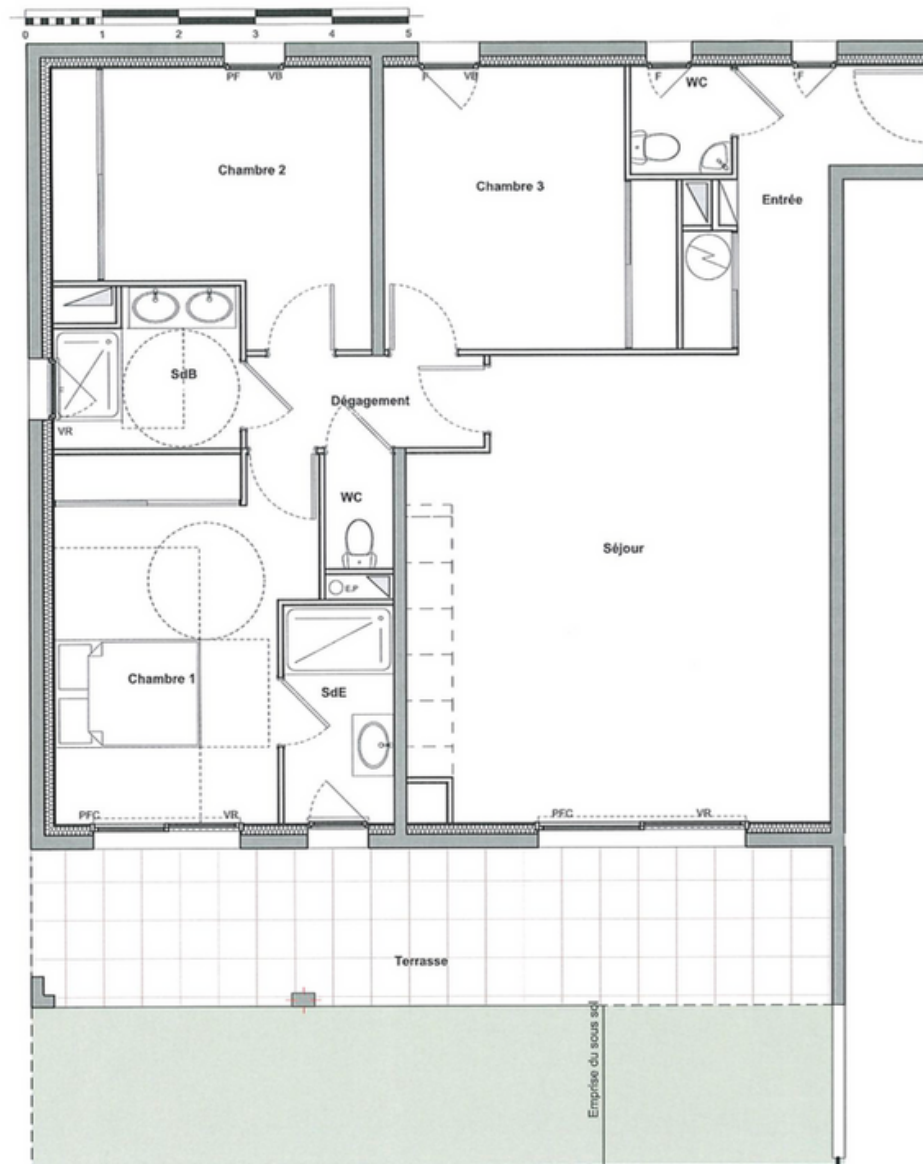 0 1 2 3 4 5
PF VB
F VB
F
F
WC
Chambre 2
Chambre 3
Entrée
SdB
VR
Dégagement
WC
Séjour
E.P
Chambre 1
SdE
PFC VR
PFC VR
Terrasse
Emprise du sous sol